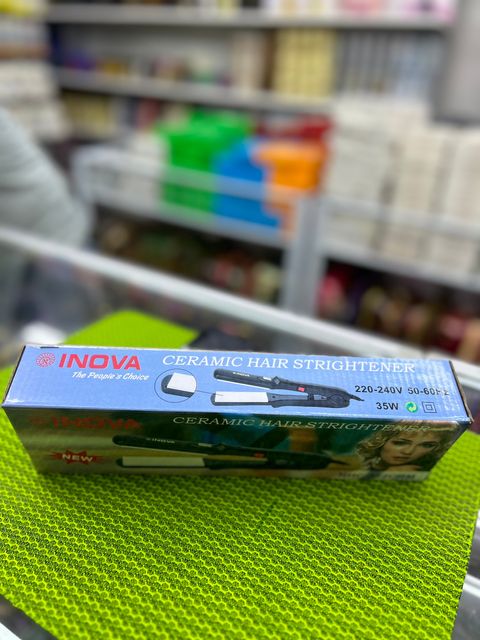 INOVA
The People's Choice
CERAMIC HAIR STRIGHTENER
220-240V 50-60HZ
35W
INOVA
CERAMIC HAIR STRIGHTENER
NEW